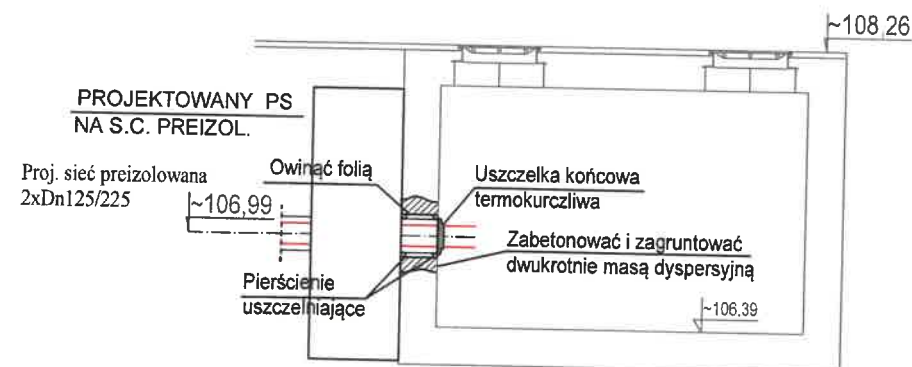 ~108,26
PROJEKTOWANY PS
NA S.C. PREIZOL.
Proj. sieć preizolowana
2xDn125/225
~106,99
Owinąć folią
Uszczelka końcowa
termokurczliwa
Zabetonować i zagruntować
dwukrotnie masą dyspersyjną
Pierścienie
uszczelniające
~106,39